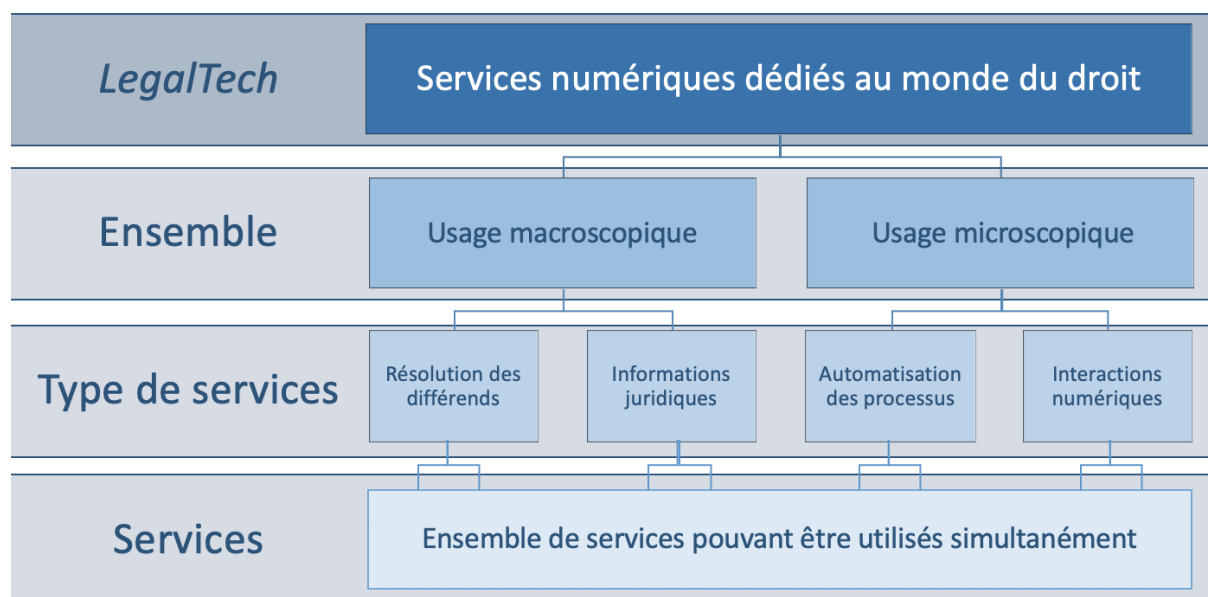 LegalTech
Services numériques dédiés au monde du droit
Ensemble
Usage macroscopique
Usage microscopique
Type de services
Résolution des
différends
Informations
juridiques
Automatisation
des processus
Interactions
numériques
Services
Ensemble de services pouvant être utilisés simultanément